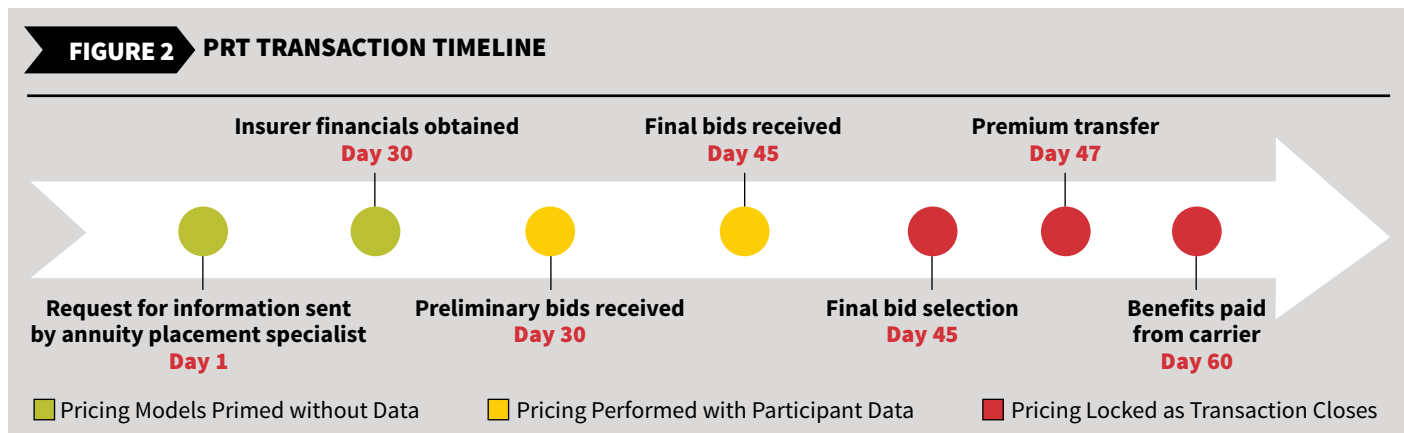 FIGURE 2 PRT TRANSACTION TIMELINE
Insurer financials obtained
Day 30
Final bids received
Day 45
Premium transfer
Day 47
Request for information sent
by annuity placement specialist
Day 1
Preliminary bids received
Day 30
Final bid selection
Day 45
Benefits paid
from carrier
Day 60
Pricing Models Primed without Data
Pricing Performed with Participant Data
Pricing Locked as Transaction Closes